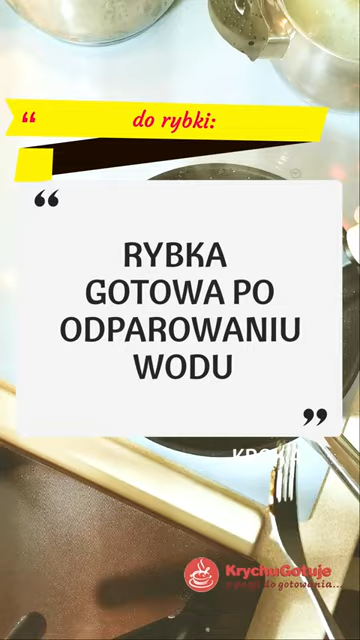 “ do rybki:
“
RYBKA
GOTOWA PO
ODPAROWANIU
WODU
”
KrychuGotuje